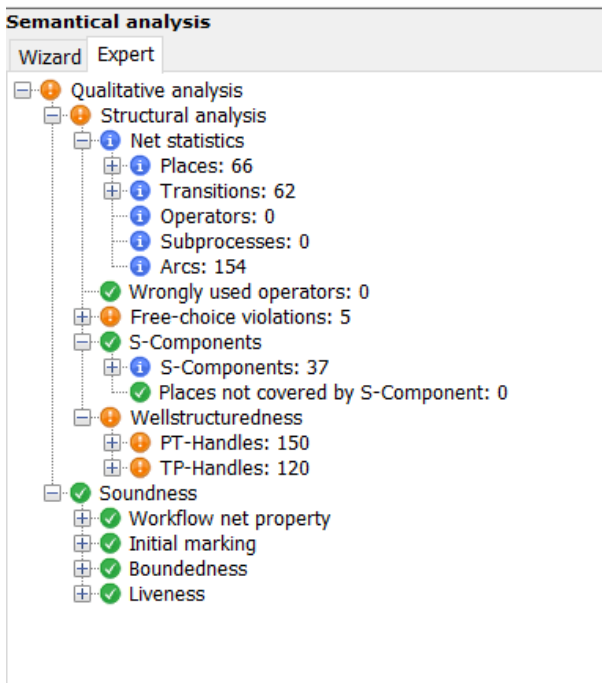 Semantical analysis
Wizard Expert
Qualitative analysis
Structural analysis
Net statistics
Places: 66
Transitions: 62
Operators: 0
Subprocesses: 0
Arcs: 154
Wrongly used operators: 0
Free-choice violations: 5
S-Components
S-Components: 37
Places not covered by S-Component: 0
Wellstructuredness
PT-Handles: 150
TP-Handles: 120
Soundness
Workflow net property
Initial marking
Boundedness
Liveness